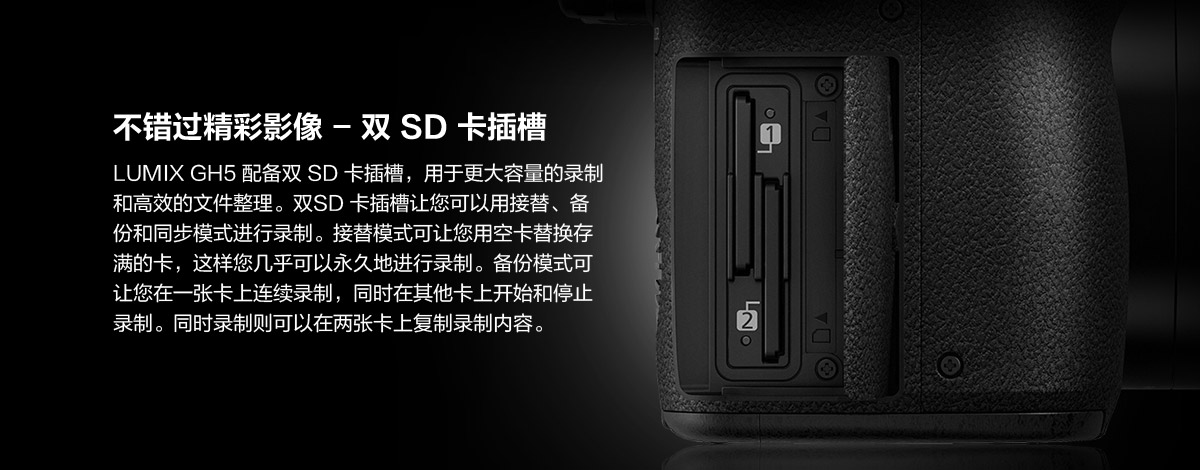 不错过精彩影像 – 双 SD 卡插槽
LUMIX GH5 配备双 SD 卡插槽，用于更大容量的录制
和高效的文件整理。双SD 卡插槽让您可以用接替、备
份和同步模式进行录制。接替模式可让您用空卡替换存
满的卡，这样您几乎可以永久地进行录制。备份模式可
让您在一张卡上连续录制，同时在其他卡上开始和停止
录制。同时录制则可以在两张卡上复制录制内容。
1
2